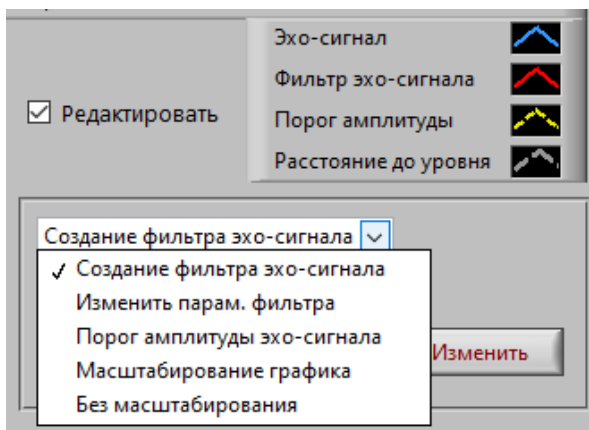 Эхо-сигнал
Фильтр эхо-сигнала
Редактировать
Порог амплитуды
Расстояние до уровня
Создание фильтра эхо-сигнала
Создание фильтра эхо-сигнала
Изменить парам. фильтра
Порог амплитуды эхо-сигнала
Изменить
Масштабирование графика
Без масштабирования